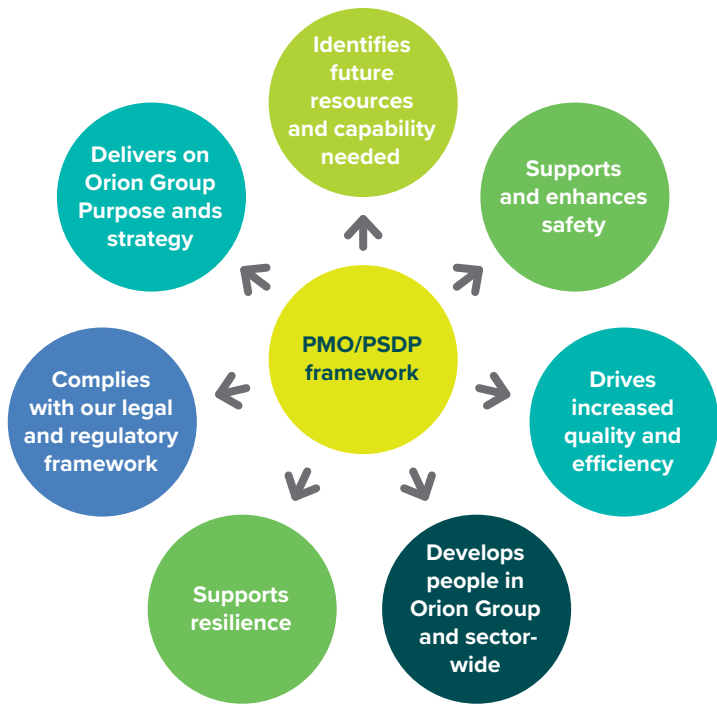 Identifies
future
resources
and capability
needed
Supports
and enhances
safety
Drives
increased
quality and
efficiency
Develops
people in
Orion Group
and sector-
wide
Supports
resilience
Complies
with our legal
and regulatory
framework
Delivers on
Orion Group
Purpose ands
strategy
PMO/PSDP
framework